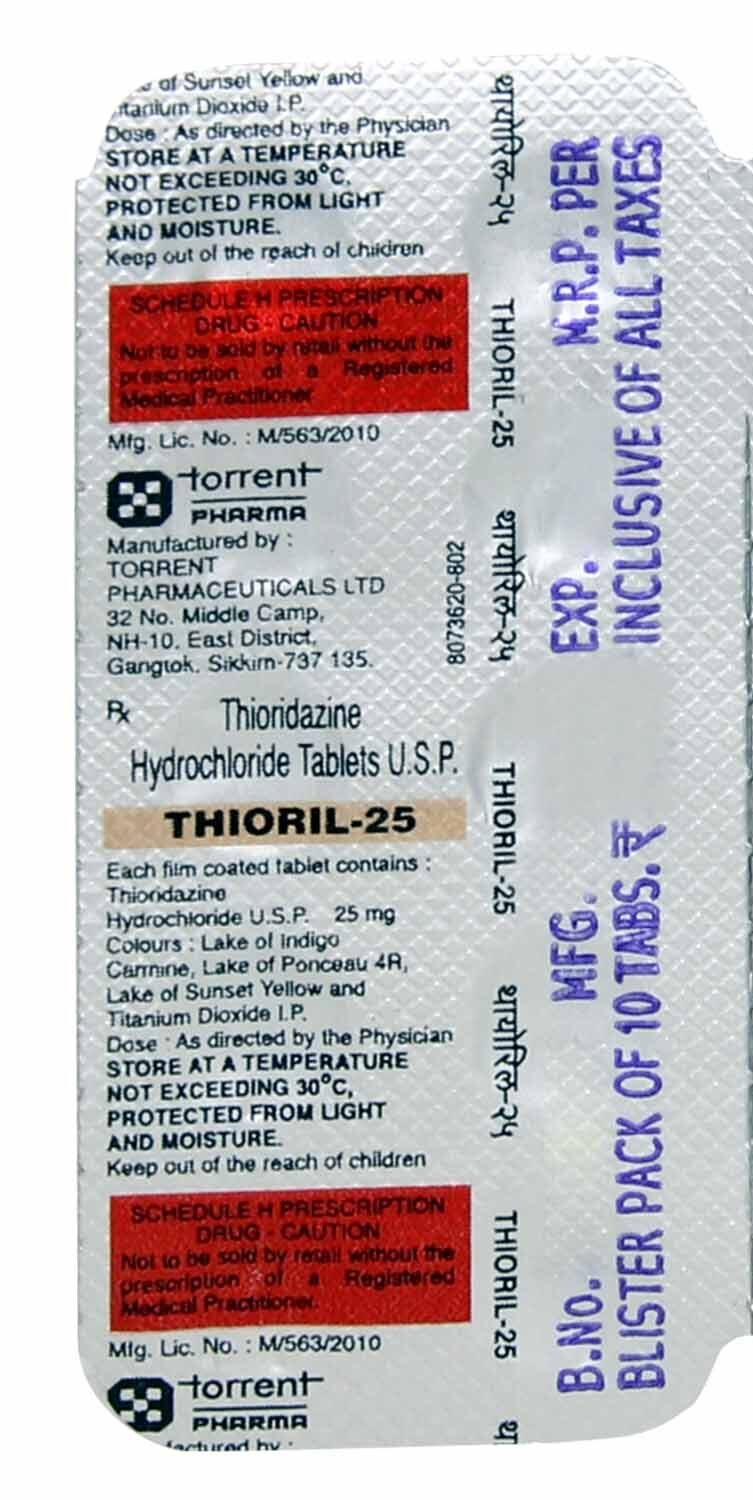 of Sunset Yellow and
Titanium Dioxide I.P.
Dose : As directed by the Physician
STORE AT A TEMPERATURE
NOT EXCEEDING 30°C,
PROTECTED FROM LIGHT
AND MOISTURE.
Keep out of the reach of children
SCHEDULE H PRESCRIPTION
DRUG - CAUTION
Not to be sold by retail without the
prescription of a Registered
Medical Practitioner
Mfg. Lic. No. : M/563/2010
torrent
PHARMA
Manufactured by :
TORRENT
PHARMACEUTICALS LTD
32 No. Middle Camp,
NH-10, East District,
Gangtok, Sikkim-737 135.
8073620-802
Rx Thioridazine
Hydrochloride Tablets U.S.P.
THIORIL-25
Each film coated tablet contains :
Thioridazine
Hydrochloride U.S.P. 25 mg
Colours : Lake of Indigo
Carmine, Lake of Ponceau 4R,
Lake of Sunset Yellow and
Titanium Dioxide I.P.
Dose : As directed by the Physician
STORE AT A TEMPERATURE
NOT EXCEEDING 30°C,
PROTECTED FROM LIGHT
AND MOISTURE.
Keep out of the reach of children
SCHEDULE H PRESCRIPTION
DRUG - CAUTION
Not to be sold by retail without the
prescription of a Registered
Medical Practitioner.
Mfg. Lic. No. : M/563/2010
torrent
PHARMA
factured by :
थायोरिल-२५ THIORIL-25 थायोरिल-२५ THIORIL-25 थायोरिल-२५ THIORIL-25 था
B.No. MFG. EXP. M.R.P. PER
BLISTER PACK OF 10 TABS. ₹ INCLUSIVE OF ALL TAXES